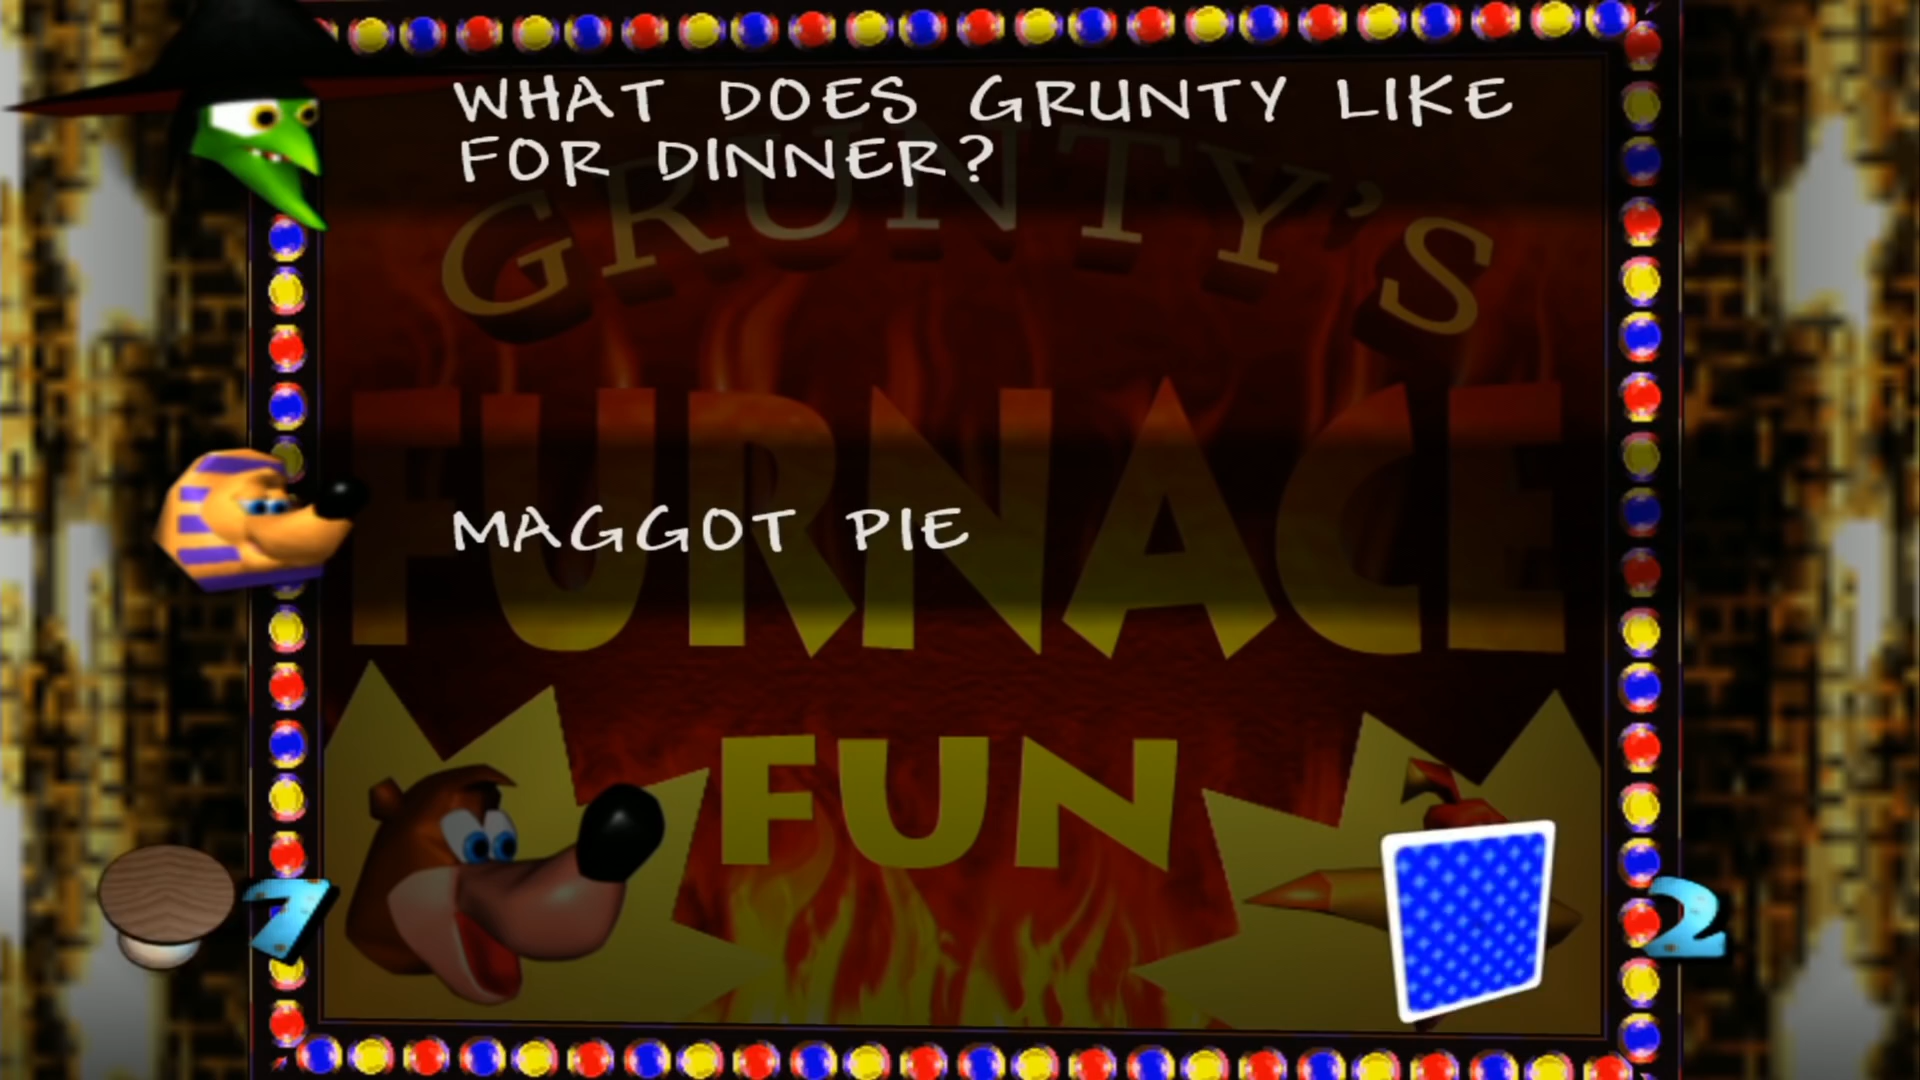 WHAT DOES GRUNTY LIKE
FOR DINNER?
GRUNTY'S
MAGGOT PIE
FURNACE
FUN
7
2